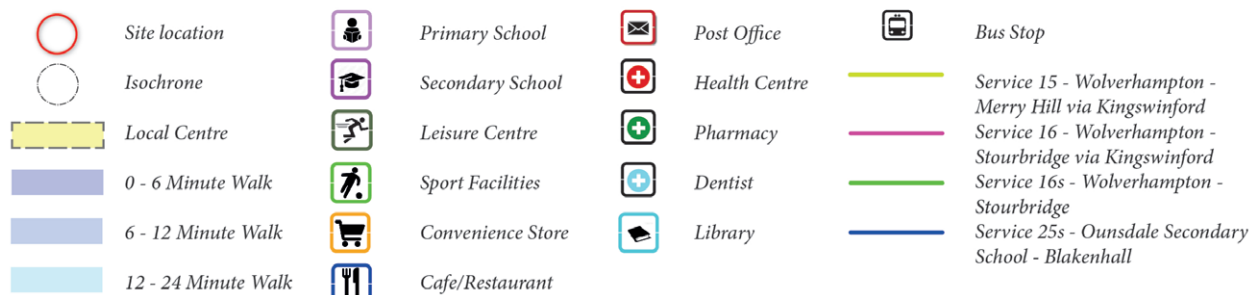 Site location
Isochrone
Local Centre
0 - 6 Minute Walk
6 - 12 Minute Walk
12 - 24 Minute Walk
Primary School
Secondary School
Leisure Centre
Sport Facilities
Convenience Store
Cafe/Restaurant
Post Office
Health Centre
Pharmacy
Dentist
Library
Bus Stop
Service 15 - Wolverhampton -
Merry Hill via Kingswinford
Service 16 - Wolverhampton -
Stourbridge via Kingswinford
Service 16s - Wolverhampton -
Stourbridge
Service 25s - Ounsdale Secondary
School - Blakenhall